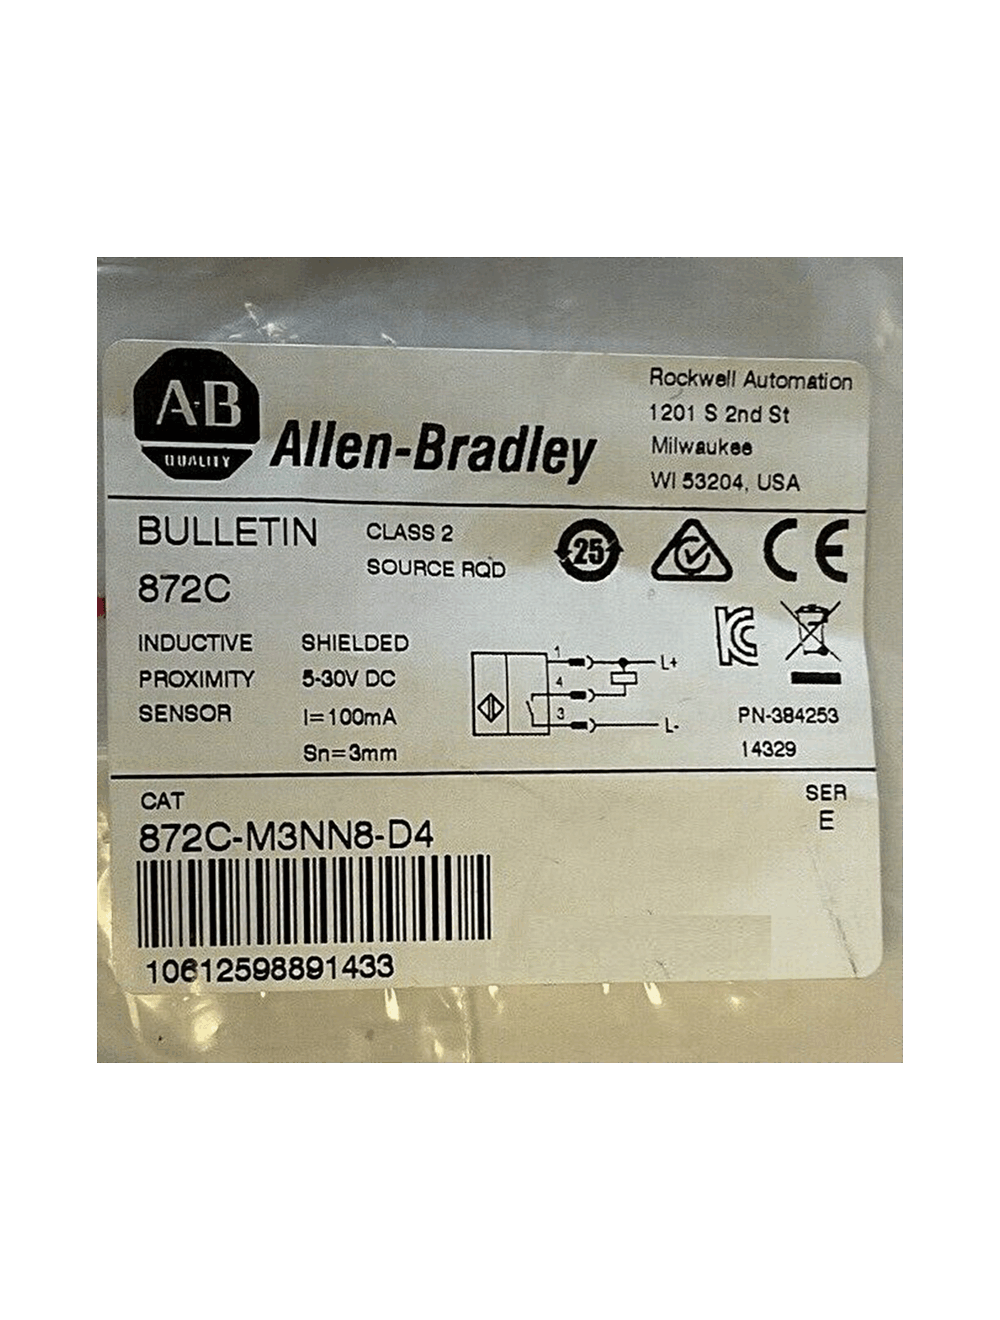 A-B
QUALITY
Allen-Bradley
Rockwell Automation
1201 S 2nd St
Milwaukee
WI 53204, USA
BULLETIN
872C
CLASS 2
SOURCE RQD
25
CE
INDUCTIVE
PROXIMITY
SENSOR
SHIELDED
5-30V DC
I=100mA
Sn=3mm
1
L+
4
3
L-
PN-384253
14329
CAT
872C-M3NN8-D4
SER
E
10612598891433